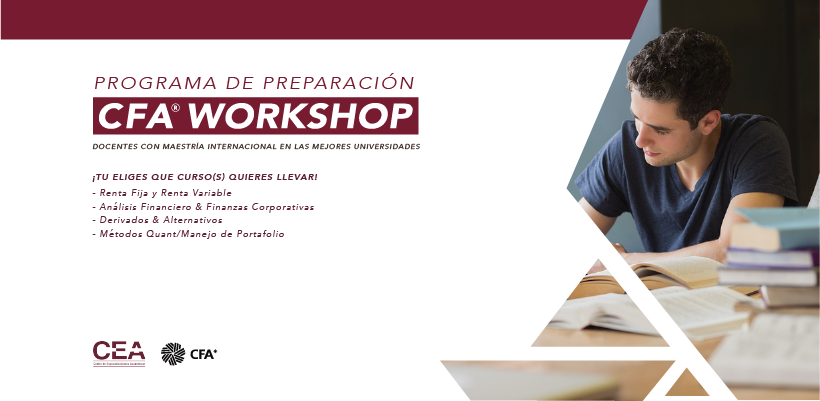 PROGRAMA DE PREPARACIÓN
CFA® WORKSHOP
DOCENTES CON MAESTRÍA INTERNACIONAL EN LAS MEJORES UNIVERSIDADES
¡TU ELIGES QUE CURSO(S) QUIERES LLEVAR!
- Renta Fija y Renta Variable
- Análisis Financiero & Finanzas Corporativas
- Derivados & Alternativos
- Métodos Quant/Manejo de Portafolio
CEA
CFA